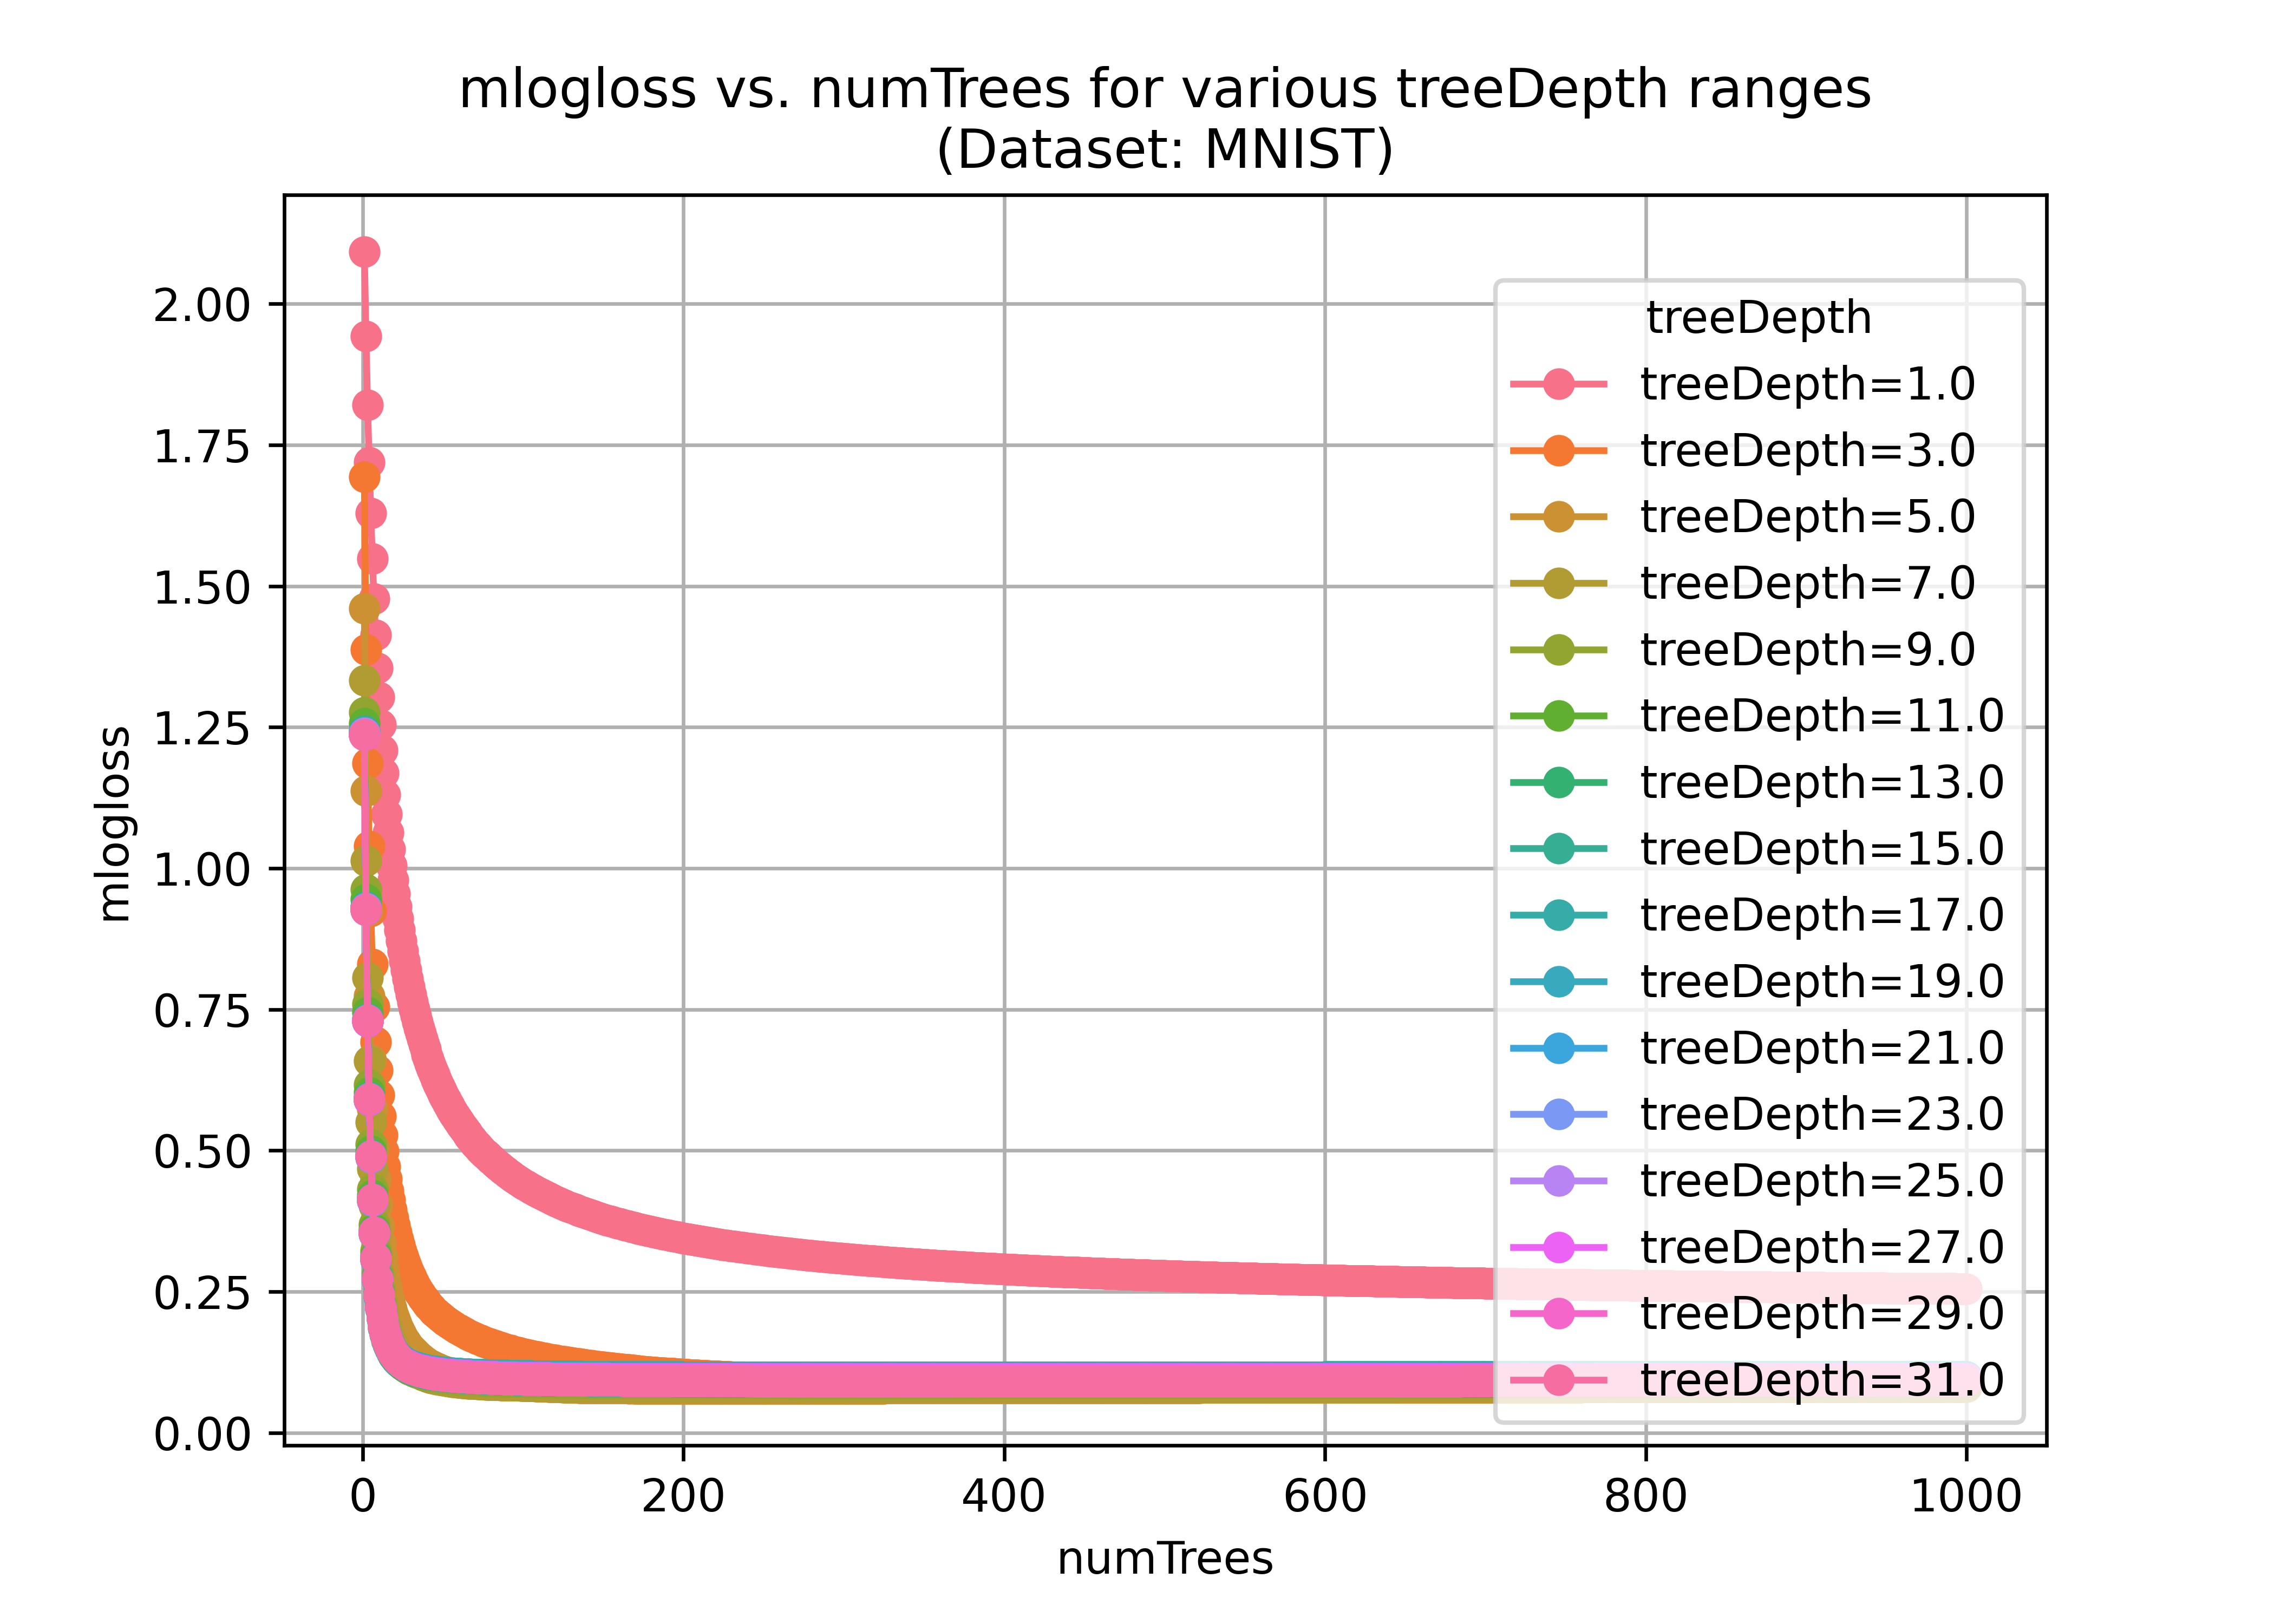 mlogloss vs. numTrees for various treeDepth ranges
(Dataset: MNIST)
mlogloss
2.00
1.75
1.50
1.25
1.00
0.75
0.50
0.25
0.00
treeDepth
treeDepth=1.0
treeDepth=3.0
treeDepth=5.0
treeDepth=7.0
treeDepth=9.0
treeDepth=11.0
treeDepth=13.0
treeDepth=15.0
treeDepth=17.0
treeDepth=19.0
treeDepth=21.0
treeDepth=23.0
treeDepth=25.0
treeDepth=27.0
treeDepth=29.0
treeDepth=31.0
0 200 400 600 800 1000
numTrees